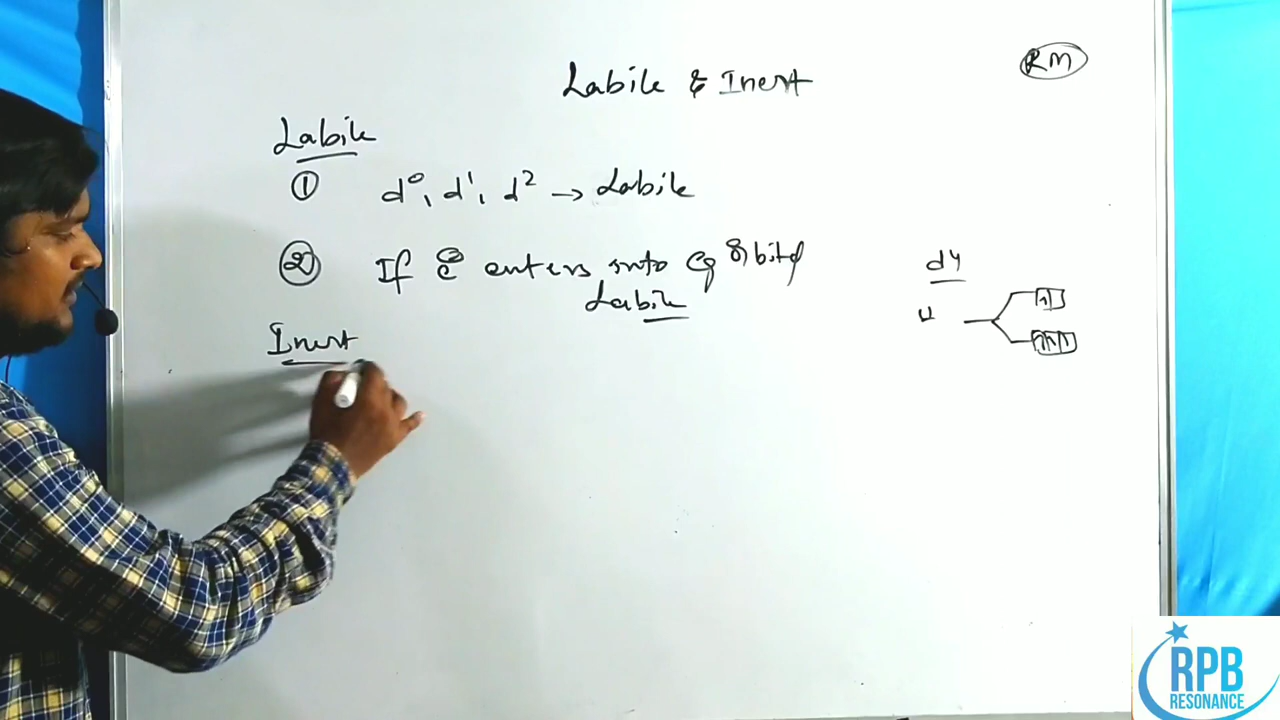 RM
Labile & Inert
Labile
① d⁰, d¹, d² → Labile
② If e⊖ enters into eg orbital
Labile
d4
Inert
RPB
RESONANCE